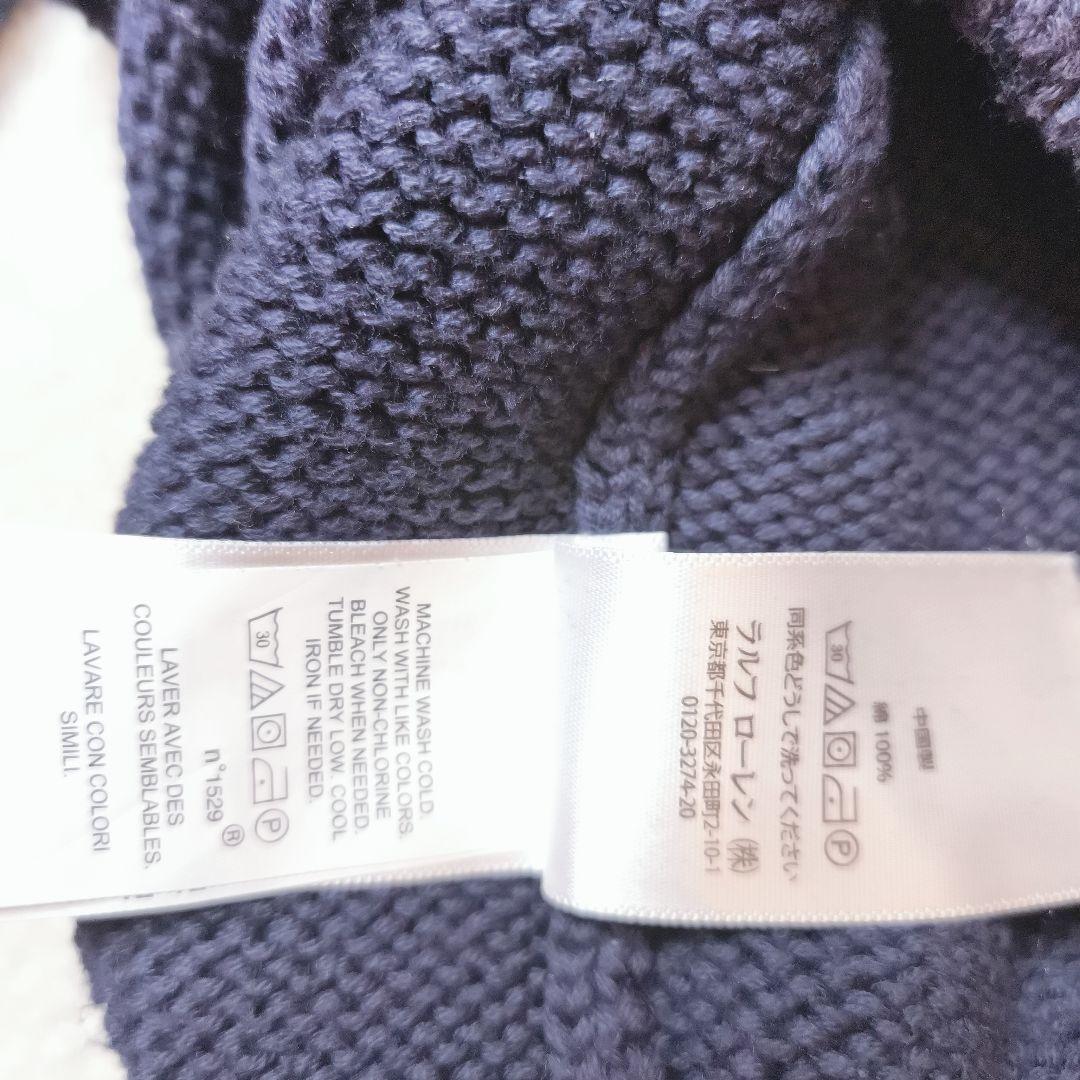 MACHINE WASH COLD.
WASH WITH LIKE COLORS.
ONLY NON-CHLORINE
BLEACH WHEN NEEDED.
TUMBLE DRY LOW. COOL
IRON IF NEEDED.
30 P
n°1529 ®
LAVER AVEC DES
COULEURS SEMBLABLES.
LAVARE CON COLORI
SIMILI.
中国製
綿 100%
30 P
同系色どうしで洗ってください
ラルフ ローレン ㈱
東京都千代田区永田町2-10-1
0120-3274-20